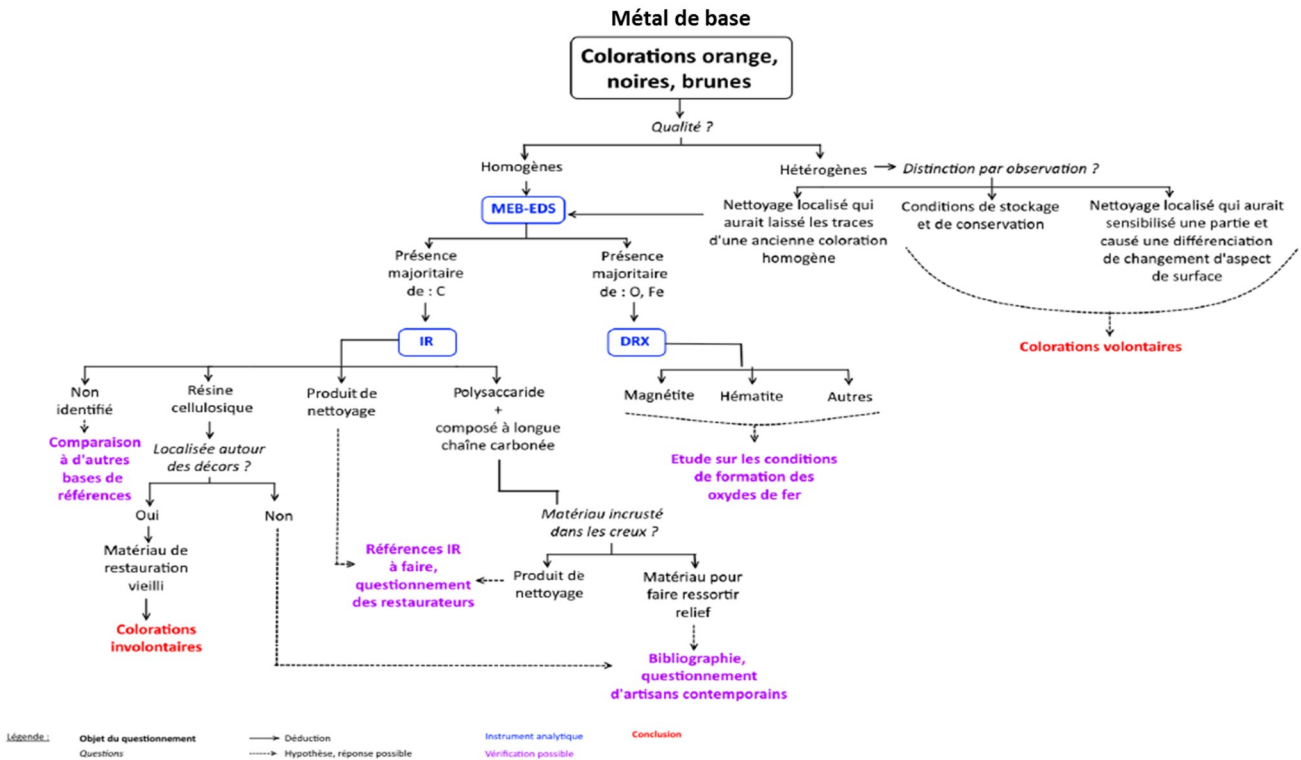 Métal de base
Colorations orange,
noires, brunes
Qualité ?
Homogènes
Hétérogènes
Distinction par observation ?
MEB-EDS
Nettoyage localisé qui
aurait laissé les traces
d'une ancienne coloration
homogène
Conditions de stockage
et de conservation
Nettoyage localisé qui aurait
sensibilisé une partie et
causé une différenciation
de changement d'aspect
de surface
Présence
majoritaire
de : C
Présence
majoritaire
de : O, Fe
IR
DRX
Colorations volontaires
Non
identifié
Résine
cellulosique
Produit de
nettoyage
Polysaccaride
+
composé à longue
chaîne carbonée
Magnétite
Hématite
Autres
Comparaison
à d'autres
bases de
références
Localisée autour
des décors ?
Etude sur les conditions
de formation des
oxydes de fer
Oui
Non
Matériau incrusté
dans les creux ?
Matériau de
restauration
vieilli
Références IR
à faire,
questionnement
des restaurateurs
Produit de
nettoyage
Matériau pour
faire ressortir
relief
Colorations
involontaires
Bibliographie,
questionnement
d'artisans contemporains
Légende :
Objet du questionnement
Déduction
Instrument analytique
Conclusion
Questions
Hypothèse, réponse possible
Vérification possible